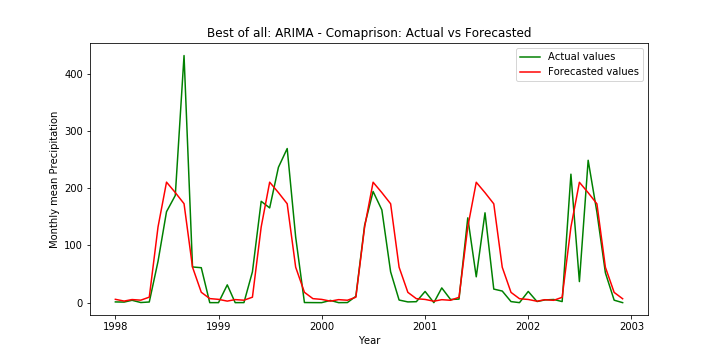 Best of all: ARIMA - Comaprison: Actual vs Forecasted
Actual values
Forecasted values
Monthly mean Precipitation
400
300
200
100
0
1998
1999
2000
2001
2002
2003
Year